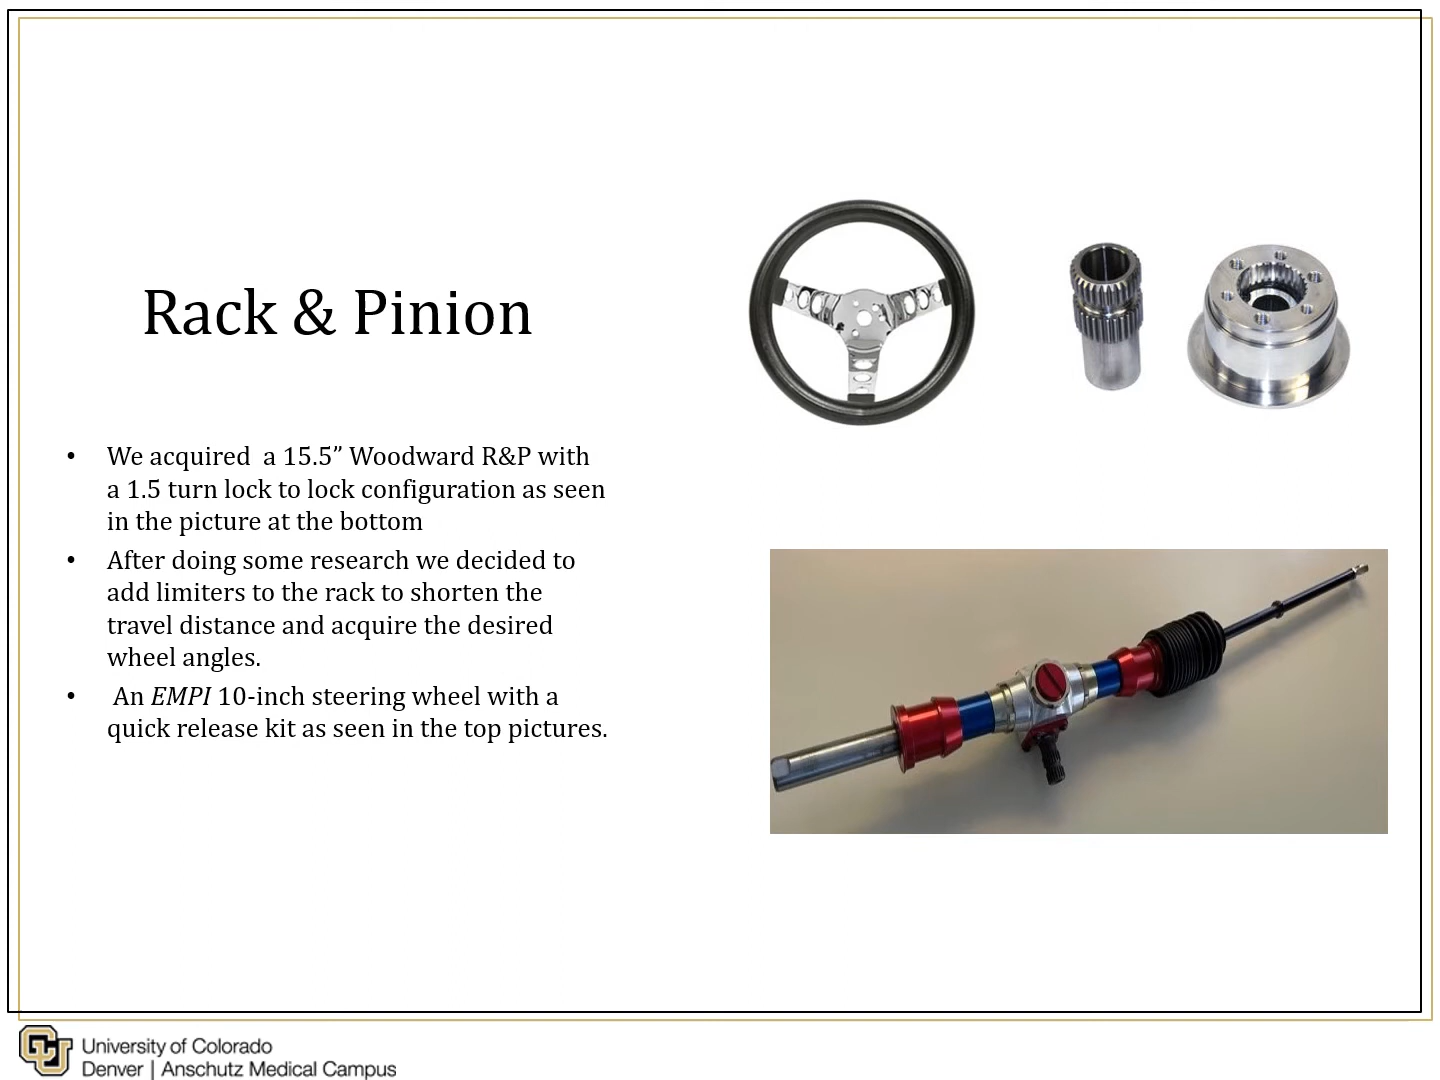 Rack & Pinion
• We acquired  a 15.5” Woodward R&P with
a 1.5 turn lock to lock configuration as seen
in the picture at the bottom
• After doing some research we decided to
add limiters to the rack to shorten the
travel distance and acquire the desired
wheel angles.
• An EMPI 10-inch steering wheel with a
quick release kit as seen in the top pictures.
CU
University of Colorado
Denver | Anschutz Medical Campus